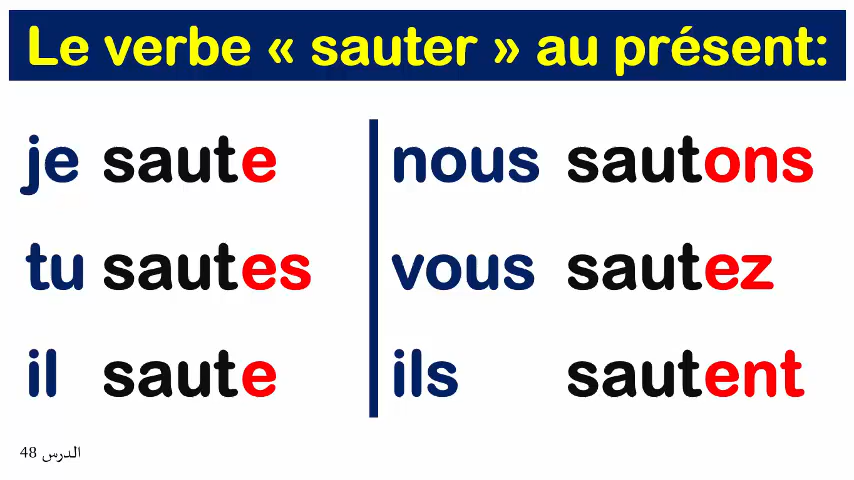 Le verbe « sauter » au présent:
je saute
tu sautes
il saute
nous sautons
vous sautez
ils sautent
الدرس 48